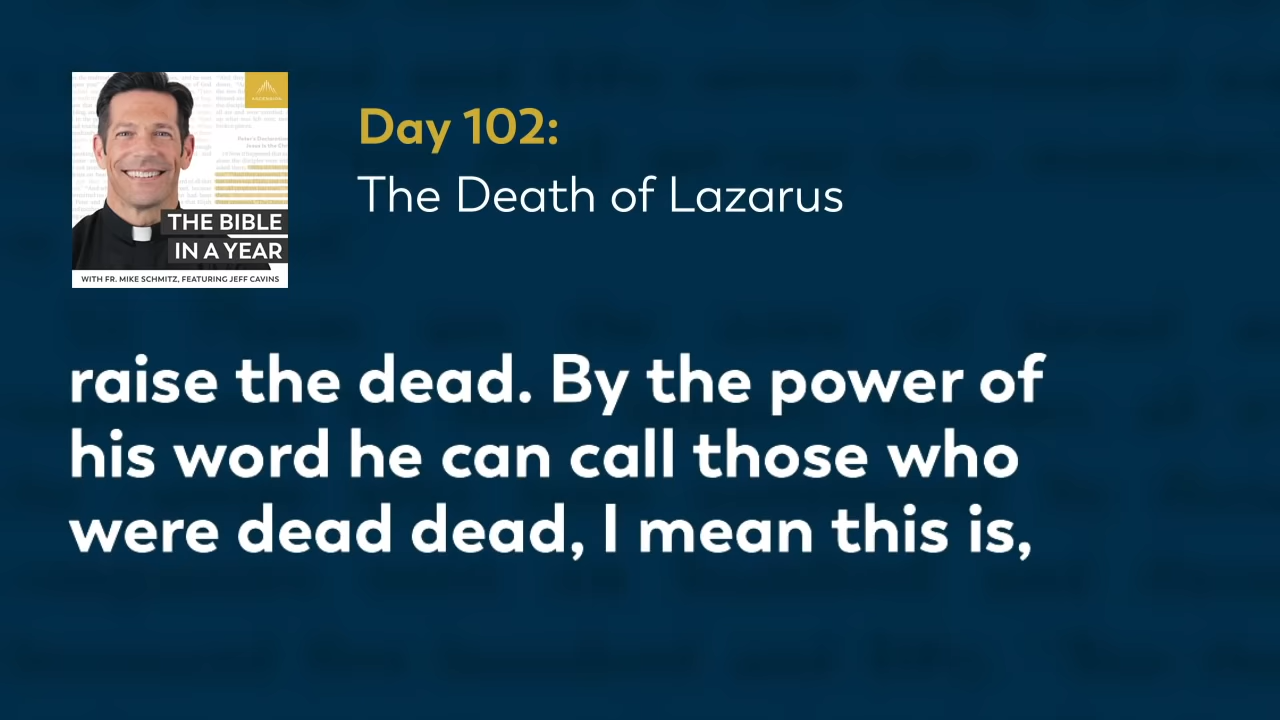 Day 102:
The Death of Lazarus
ASCENSION
THE BIBLE
IN A YEAR
WITH FR. MIKE SCHMITZ, FEATURING JEFF CAVINS
raise the dead. By the power of
his word he can call those who
were dead dead, I mean this is,